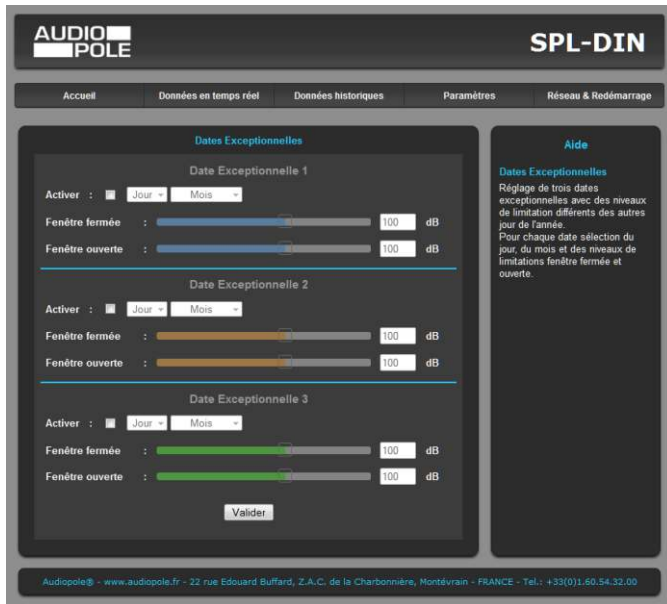 AUDIO
POLE
SPL-DIN
Accueil Données en temps réel Données historiques Paramètres Réseau & Redémarrage
Dates Exceptionnelles
Date Exceptionnelle 1
Activer : Jour Mois
Fenêtre fermée : 100 dB
Fenêtre ouverte : 100 dB
Date Exceptionnelle 2
Activer : Jour Mois
Fenêtre fermée : 100 dB
Fenêtre ouverte : 100 dB
Date Exceptionnelle 3
Activer : Jour Mois
Fenêtre fermée : 100 dB
Fenêtre ouverte : 100 dB
Valider
Aide
Dates Exceptionnelles
Réglage de trois dates
exceptionnelles avec des niveaux
de limitation différents des autres
jour de l'année.
Pour chaque date sélection du
jour, du mois et des niveaux de
limitations fenêtre fermée et
ouverte.
Audiopole® - www.audiopole.fr - 22 rue Edouard Buffard, Z.A.C. de la Charbonnière, Montévrain - FRANCE - Tel.: +33(0)1.60.54.32.00